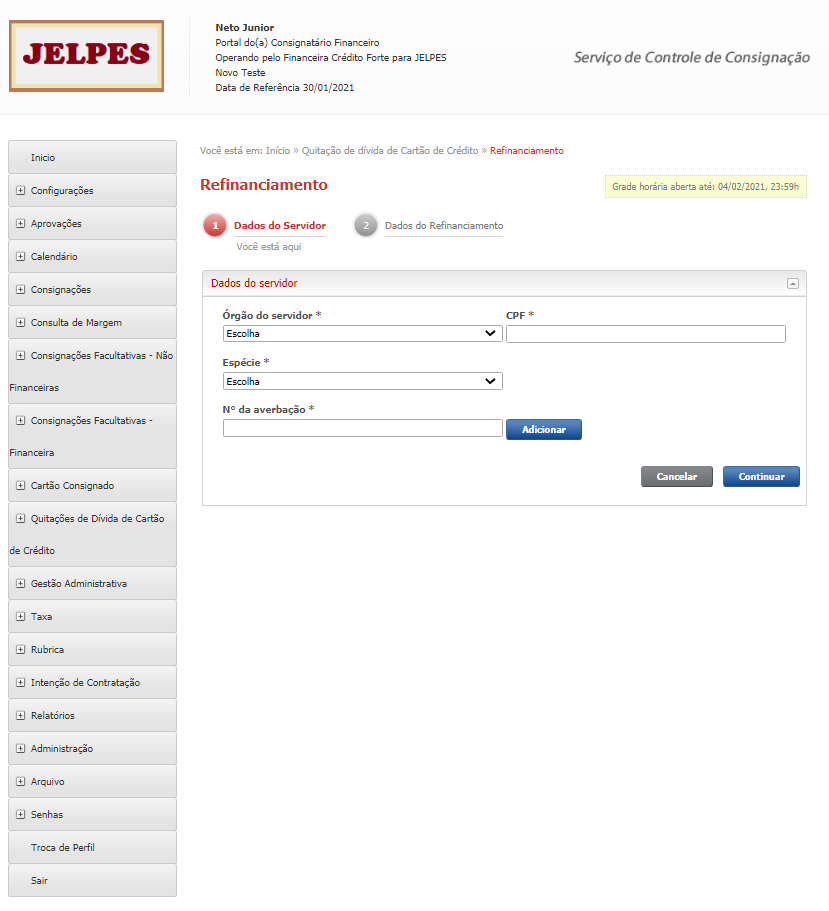 JELPES
Neto Junior
Portal do(a) Consignatário Financeiro
Operando pelo Financeira Crédito Forte para JELPES
Novo Teste
Data de Referência 30/01/2021
Serviço de Controle de Consignação
Inicio
Configurações
Aprovações
Calendário
Consignações
Consulta de Margem
Consignações Facultativas - Não
Financeiras
Consignações Facultativas -
Financeira
Cartão Consignado
Quitações de Dívida de Cartão
de Crédito
Gestão Administrativa
Taxa
Rubrica
Intenção de Contratação
Relatórios
Administração
Arquivo
Senhas
Troca de Perfil
Sair
Você está em: Início » Quitação de dívida de Cartão de Crédito » Refinanciamento
Refinanciamento
Grade horária aberta até: 04/02/2021, 23:59h
1 Dados do Servidor
Você está aqui
2 Dados do Refinanciamento
Dados do servidor
Órgão do servidor * CPF *
Escolha
Espécie *
Escolha
Nº da averbação *
Adicionar
Cancelar Continuar